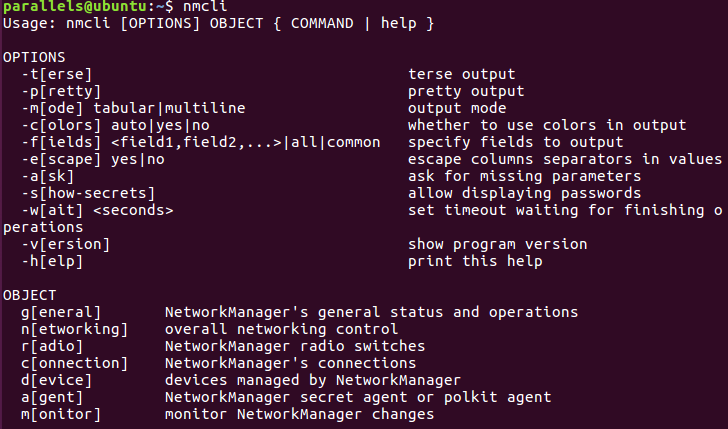 parallels@ubuntu:~$ nmcli
Usage: nmcli [OPTIONS] OBJECT { COMMAND | help }

OPTIONS
  -t[erse]                                   terse output
  -p[retty]                                  pretty output
  -m[ode] tabular|multiline                  output mode
  -c[olors] auto|yes|no                      whether to use colors in output
  -f[ields] <field1,field2,...>|all|common   specify fields to output
  -e[scape] yes|no                           escape columns separators in values
  -a[sk]                                     ask for missing parameters
  -s[how-secrets]                            allow displaying passwords
  -w[ait] <seconds>                          set timeout waiting for finishing o
perations
  -v[ersion]                                 show program version
  -h[elp]                                    print this help

OBJECT
  g[eneral]       NetworkManager's general status and operations
  n[etworking]    overall networking control
  r[adio]         NetworkManager radio switches
  c[onnection]    NetworkManager's connections
  d[evice]        devices managed by NetworkManager
  a[gent]         NetworkManager secret agent or polkit agent
  m[onitor]       monitor NetworkManager changes